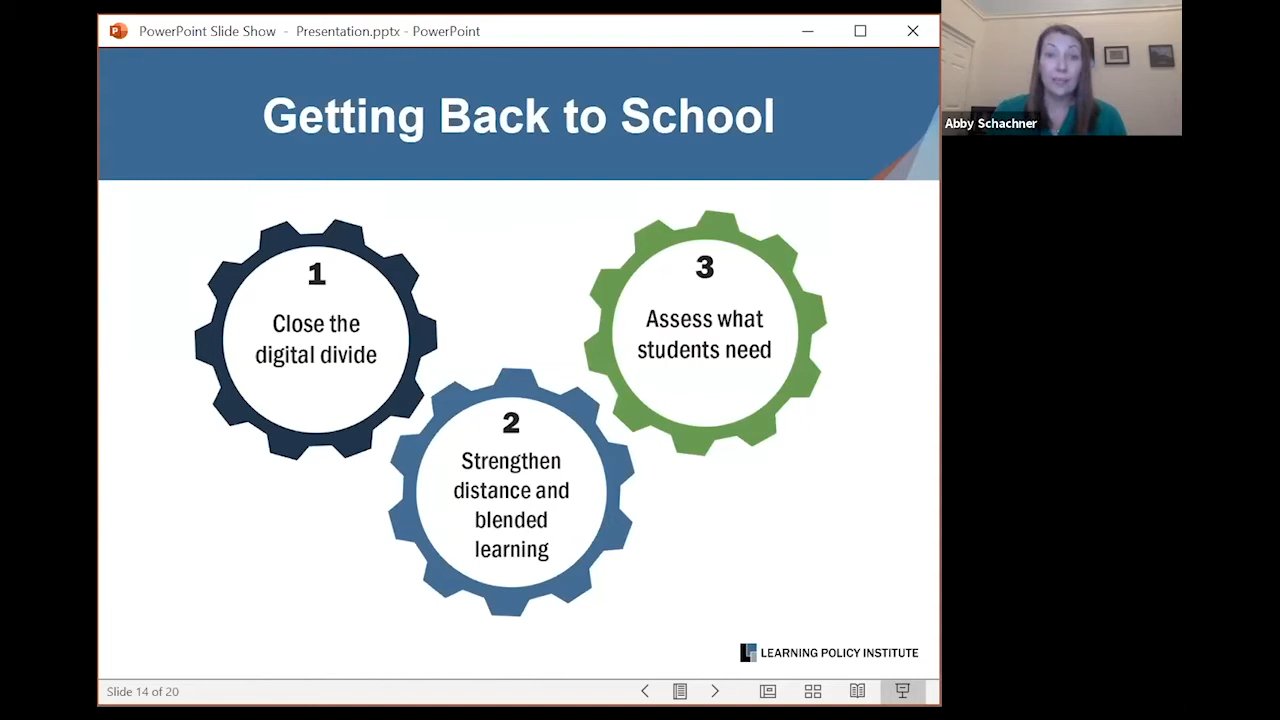 PowerPoint Slide Show - Presentation.pptx - PowerPoint
Getting Back to School
1
Close the
digital divide
2
Strengthen
distance and
blended
learning
3
Assess what
students need
LEARNING POLICY INSTITUTE
Slide 14 of 20
Abby Schachner